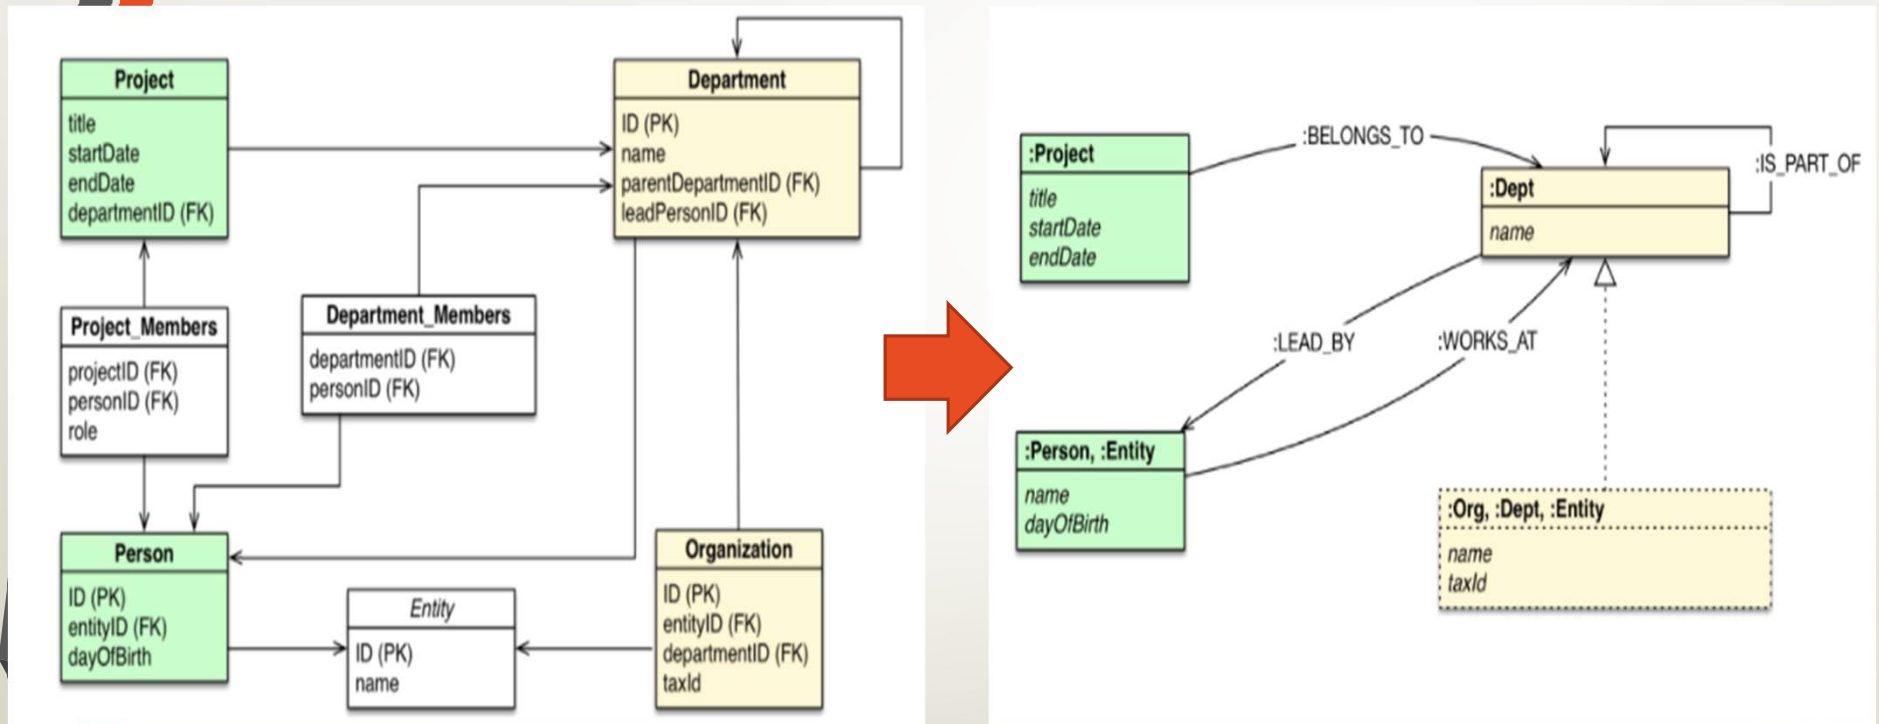 Project
title
startDate
endDate
departmentID (FK)
Department
ID (PK)
name
parentDepartmentID (FK)
leadPersonID (FK)
Project_Members
projectID (FK)
personID (FK)
role
Department_Members
departmentID (FK)
personID (FK)
Person
ID (PK)
entityID (FK)
dayOfBirth
Entity
ID (PK)
name
Organization
ID (PK)
entityID (FK)
departmentID (FK)
taxId
:Project
title
startDate
endDate
:BELONGS_TO
:Dept
name
:IS_PART_OF
:LEAD_BY
:WORKS_AT
:Person, :Entity
name
dayOfBirth
:Org, :Dept, :Entity
name
taxId